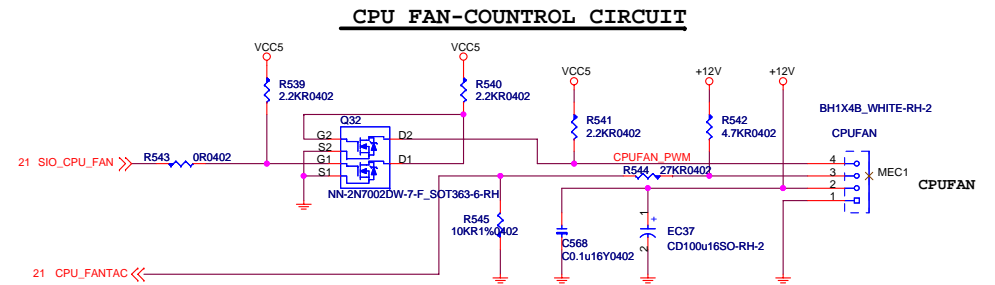 CPU FAN-COUNTROL CIRCUIT
VCC5
VCC5
VCC5
+12V
+12V
R539
2.2KR0402
R540
2.2KR0402
R541
2.2KR0402
R542
4.7KR0402
BH1X4B_WHITE-RH-2
CPUFAN
Q32
G2
S2
G1
S1
D2
D1
21 SIO_CPU_FAN
R543
0R0402
CPUFAN_PWM
R544
27KR0402
4
3
2
1
MEC1
CPUFAN
NN-2N7002DW-7-F_SOT363-6-RH
R545
10KR1%0402
C568
C0.1u16Y0402
1
+
2
EC37
CD100u16SO-RH-2
21 CPU_FANTAC